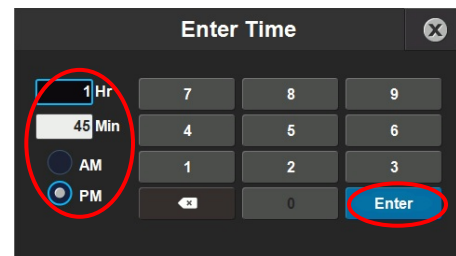 Enter Time
1 Hr 7 8 9
45 Min 4 5 6
AM 1 2 3
PM 0 Enter